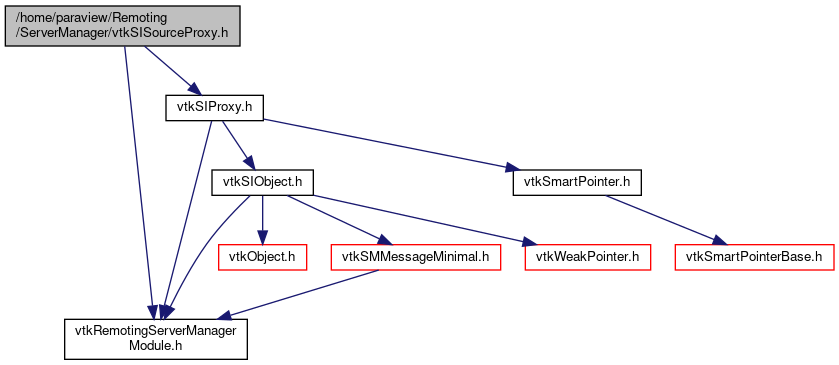 /home/paraview/Remoting
/ServerManager/vtkSISourceProxy.h
vtkSIProxy.h
vtkSIObject.h
vtkSmartPointer.h
vtkObject.h
vtkSMMessageMinimal.h
vtkWeakPointer.h
vtkSmartPointerBase.h
vtkRemotingServerManager
Module.h